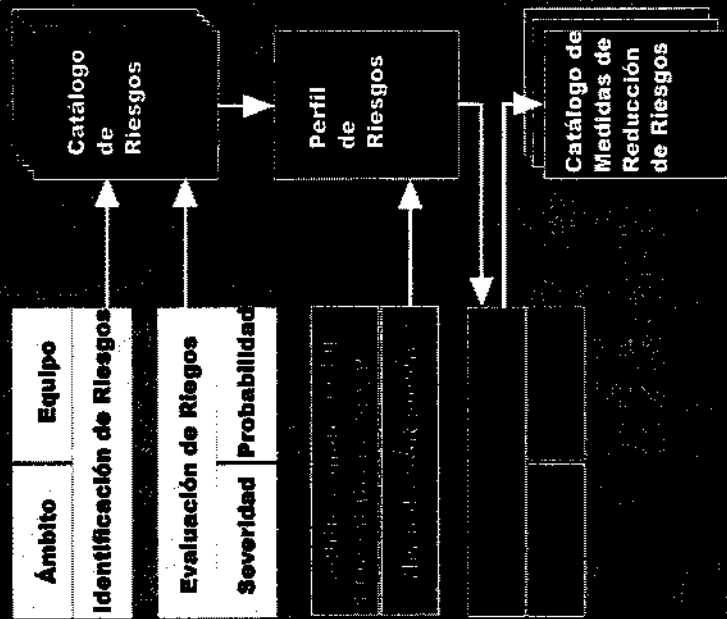 Ámbito
Equipo
Identificación de Riesgos
Evaluación de Riegos
Severidad
Probabilidad
Catálogo
de
Riesgos
Perfil
de
Riesgos
Catálogo de
Medidas de
Reducción
de Riesgos